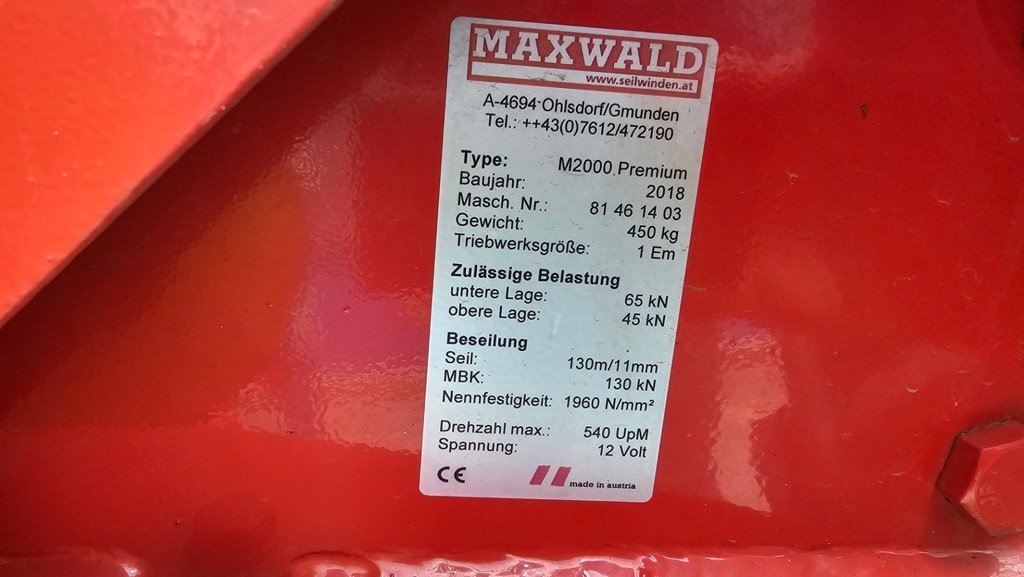 MAXWALD
www.seilwinden.at
A-4694 Ohlsdorf/Gmunden
Tel.: ++43(0)7612/472190
Type: M2000 Premium
Baujahr: 2018
Masch. Nr.: 81 46 14 03
Gewicht: 450 kg
Triebwerksgröße: 1 Em
Zulässige Belastung
untere Lage: 65 kN
obere Lage: 45 kN
Beseilung
Seil: 130m/11mm
MBK: 130 kN
Nennfestigkeit: 1960 N/mm²
Drehzahl max.: 540 UpM
Spannung: 12 Volt
CE made in austria